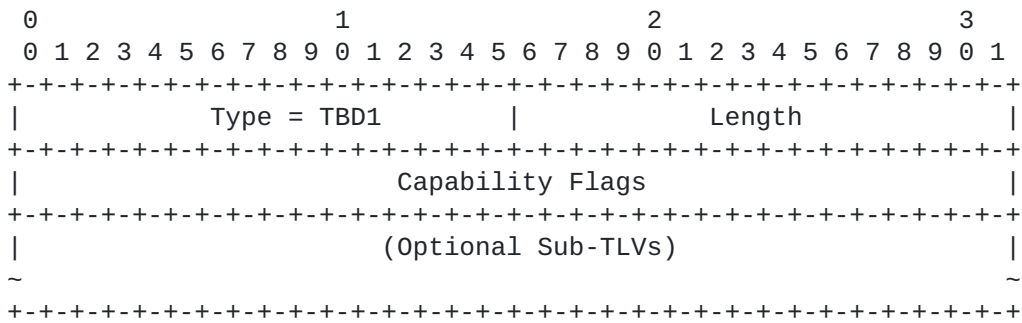 0                   1                   2                   3
 0 1 2 3 4 5 6 7 8 9 0 1 2 3 4 5 6 7 8 9 0 1 2 3 4 5 6 7 8 9 0 1
+-+-+-+-+-+-+-+-+-+-+-+-+-+-+-+-+-+-+-+-+-+-+-+-+-+-+-+-+-+-+-+-+
|            Type = TBD1        |            Length             |
+-+-+-+-+-+-+-+-+-+-+-+-+-+-+-+-+-+-+-+-+-+-+-+-+-+-+-+-+-+-+-+-+
|                        Capability Flags                       |
+-+-+-+-+-+-+-+-+-+-+-+-+-+-+-+-+-+-+-+-+-+-+-+-+-+-+-+-+-+-+-+-+
|                       (Optional Sub-TLVs)                     |
~                                                               ~
+-+-+-+-+-+-+-+-+-+-+-+-+-+-+-+-+-+-+-+-+-+-+-+-+-+-+-+-+-+-+-+-+